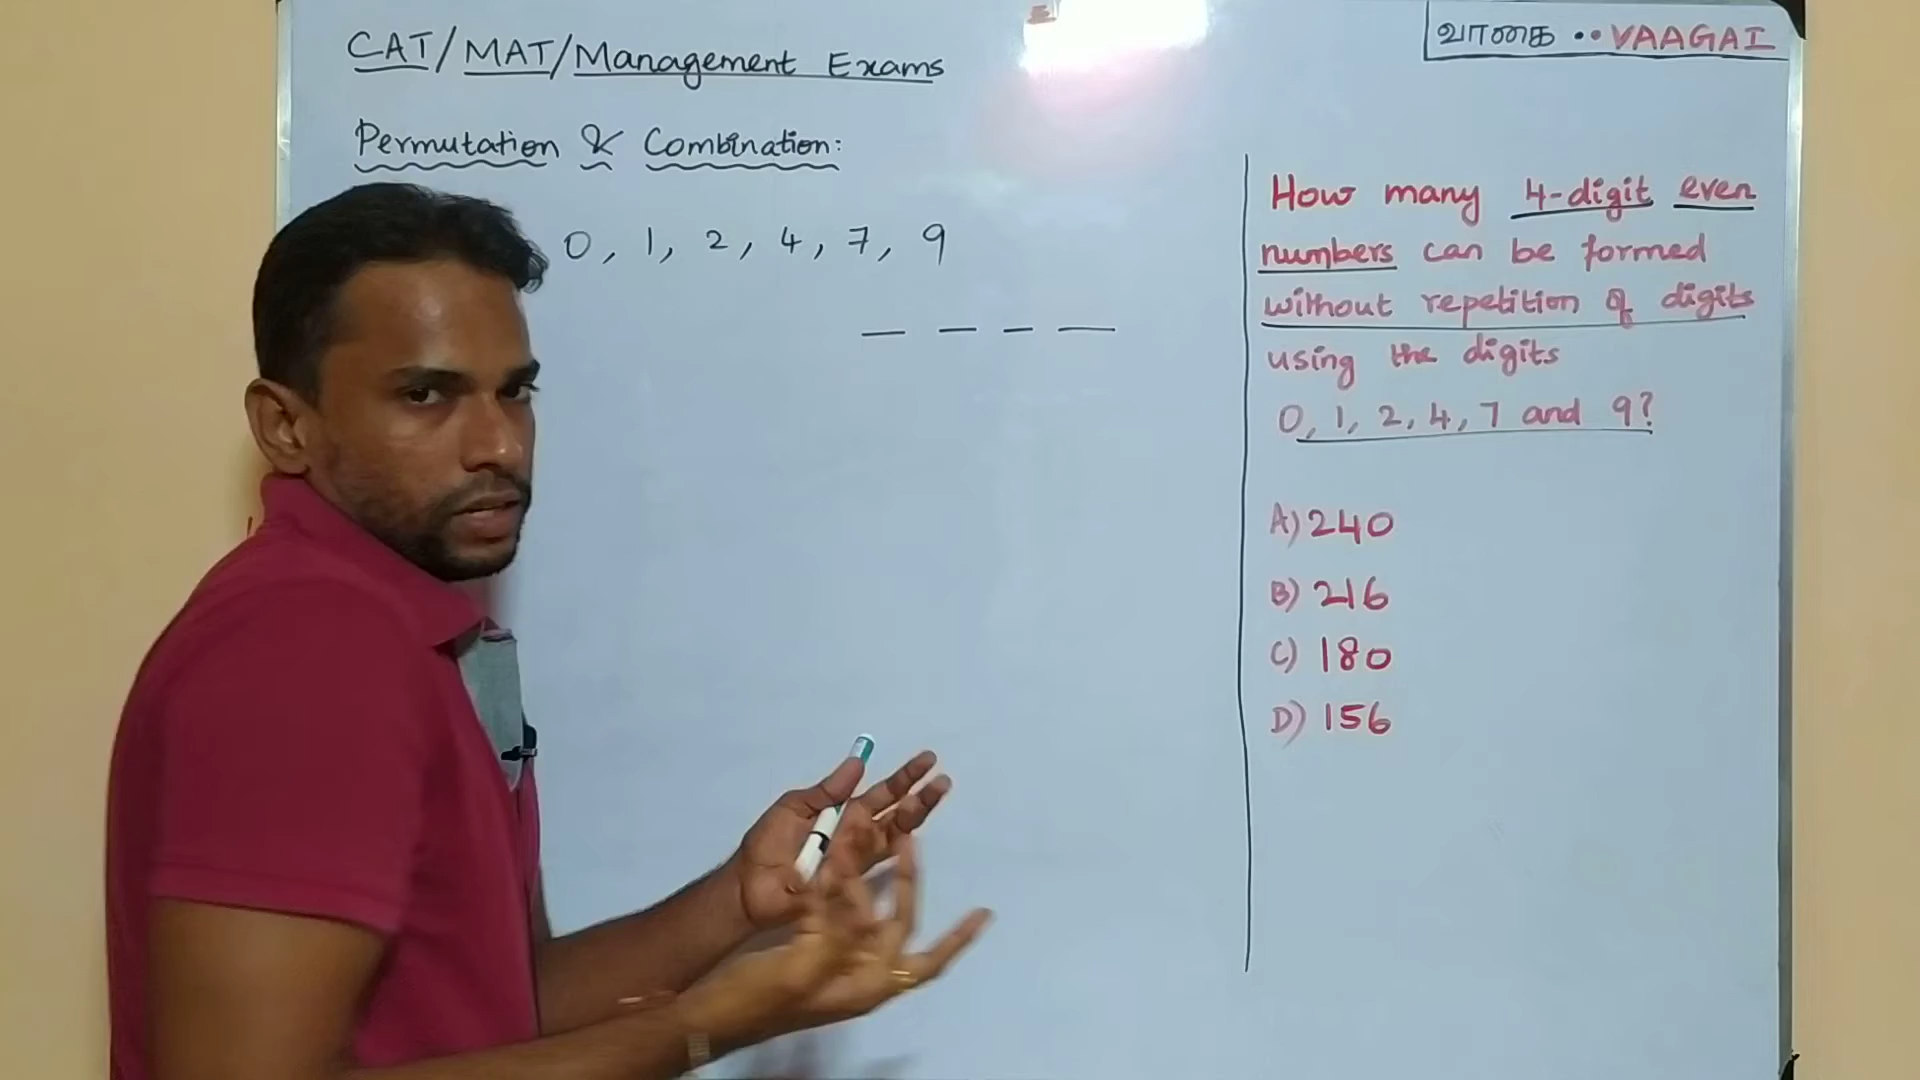 CAT/MAT/Management Exams
வாகை ..VAAGAI
Permutation & Combination:
0, 1, 2, 4, 7, 9
How many 4-digit even
numbers can be formed
without repetition of digits
using the digits
0, 1, 2, 4, 7 and 9?
A) 240
B) 216
C) 180
D) 156